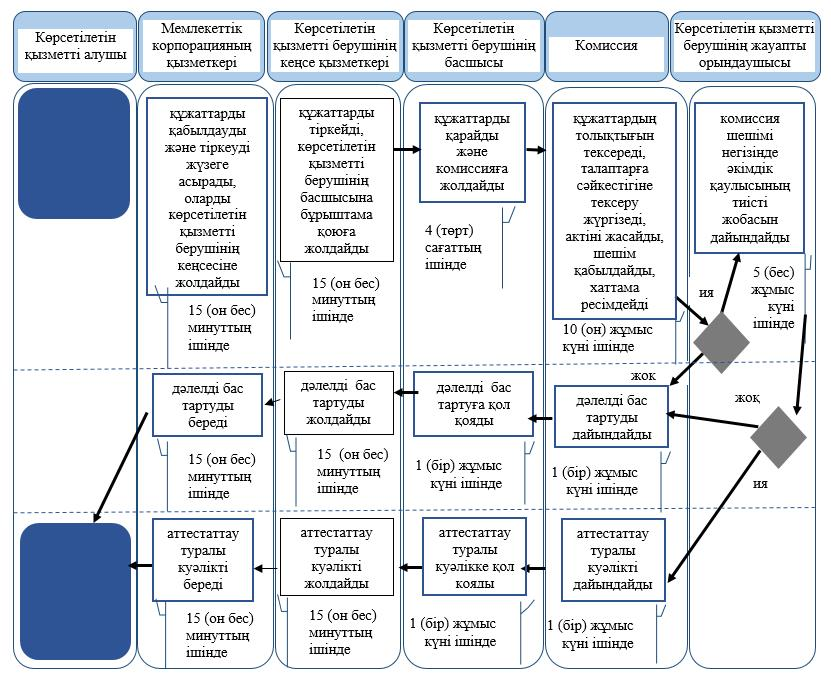 Көрсетілетін
қызметті алушы
Мемлекеттік
корпорацияның
қызметкері
Көрсетілетін
қызметті берушінің
кеңсе қызметкері
Көрсетілетін
қызметті берушінің
басшысы
Комиссия
Көрсетілетін қызметті
берушінің жауапты
орындаушысы
құжаттарды
қабылдауды
және тіркеуді
жүзеге
асырады,
оларды
көрсетілетін
қызметті
берушінің
кеңсесіне
жолдайды
15 (он бес)
минуттың
ішінде
құжаттарды
тіркейді,
көрсетілетін
қызметті
берушінің
басшысына
бұрыштама
қоюға
жолдайды
15 (он бес)
минуттың
ішінде
құжаттарды
қарайды
және
комиссияға
жолдайды
4 (төрт)
сағаттың
ішінде
құжаттардың
толықтығын
тексереді,
талаптарға
сәйкестігіне
тексеру
жүргізеді,
актіні жасайды,
шешім
қабылдайды,
хаттама
ресімдейді
10 (он) жұмыс
күні ішінде
комиссия
шешімі
негізінде
әкімдік
қаулысының
тиісті
жобасын
дайындайды
5 (бес)
жұмыс
күні
ішінде
ия
жок
жоқ
ия
дәлелді бас
тартуды
береді
15 (он бес)
минуттың
ішінде
дәлелді бас
тартуды
жолдайды
15 (он бес)
минуттың
ішінде
дәлелді бас
тартуға қол
қояды
1 (бір) жұмыс
күні ішінде
дәлелді бас
тартуды
дайындайды
1 (бір) жұмыс
күні ішінде
аттестаттау
туралы
куәлікті
береді
15 (он бес)
минуттың
ішінде
аттестаттау
туралы
куәлікті
жолдайды
15 (он бес)
минуттың
ішінде
аттестаттау
туралы
куәлікке қол
қояды
1 (бір) жұмыс
күні ішінде
аттестаттау
туралы
куәлікті
дайындайды
1 (бір) жұмыс
күні ішінде